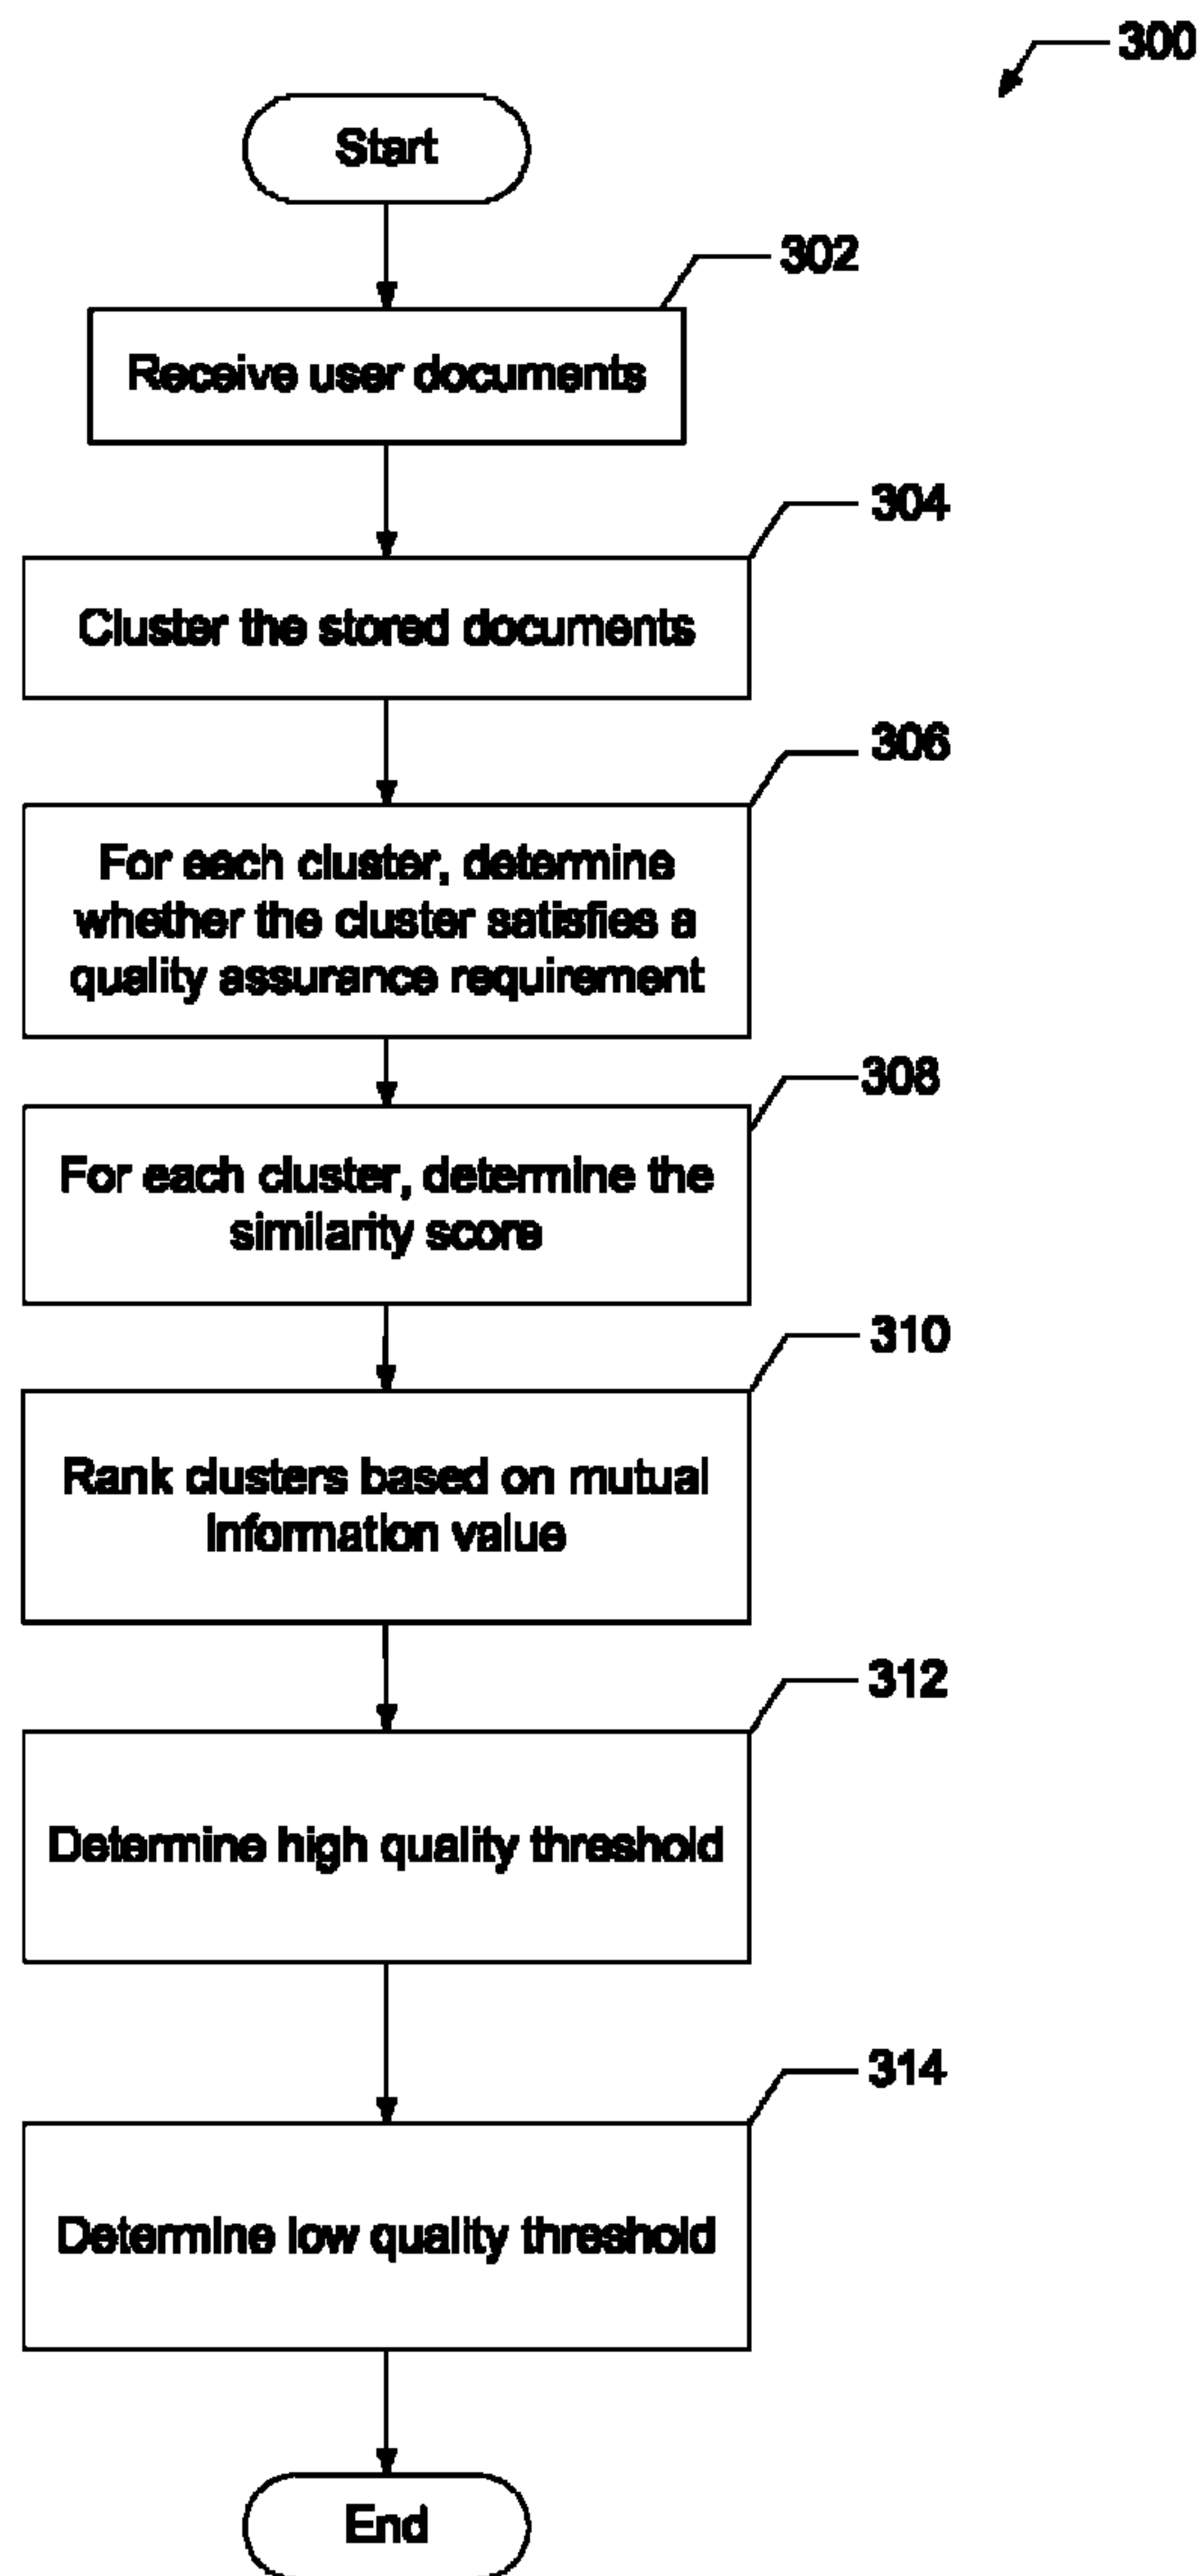 300
Start
302
Receive user documents
304
Cluster the stored documents
306
For each cluster, determine
whether the cluster satisfies a
quality assurance requirement
308
For each cluster, determine the
similarity score
310
Rank clusters based on mutual
information value
312
Determine high quality threshold
314
Determine low quality threshold
End